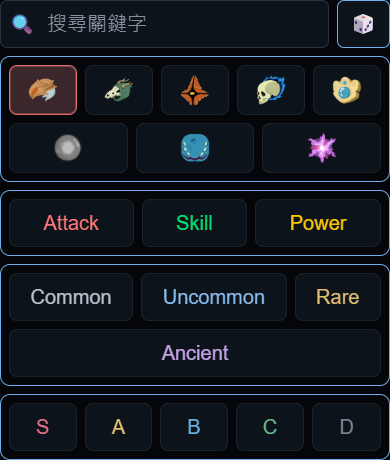 搜尋關鍵字
Attack Skill Power
Common Uncommon Rare
Ancient
S A B C D